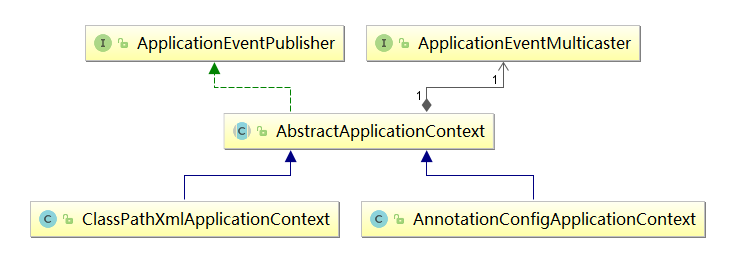 I ApplicationEventPublisher
I ApplicationEventMulticaster
1
1
C AbstractApplicationContext
C ClassPathXmlApplicationContext
C AnnotationConfigApplicationContext